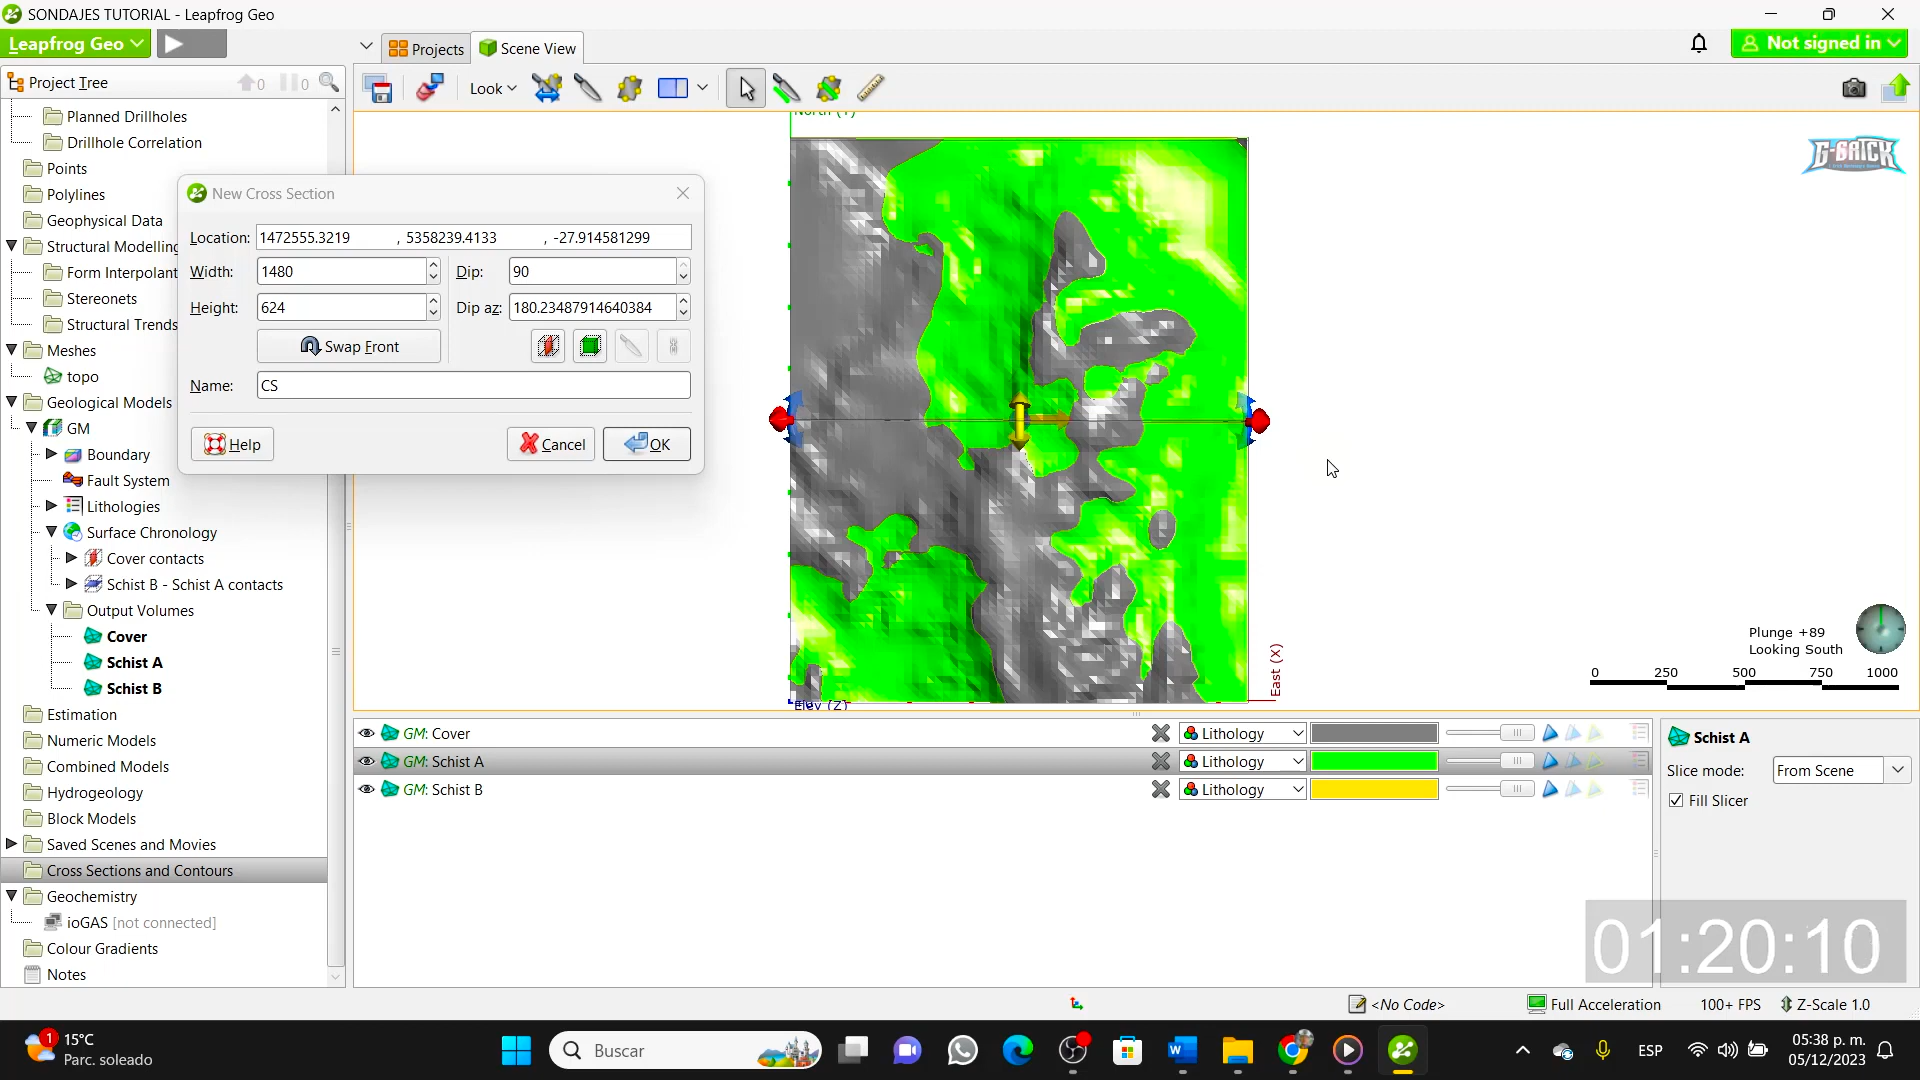 SONDAJES TUTORIAL - Leapfrog Geo
Leapfrog Geo
Projects
Scene View
Not signed in
Project Tree
0
0
Look
Planned Drillholes
Drillhole Correlation
Points
Polylines
Geophysical Data
Structural Modelling
Form Interpolant
Stereonets
Structural Trends
Meshes
topo
Geological Models
GM
Boundary
Fault System
Lithologies
Surface Chronology
Cover contacts
Schist B - Schist A contacts
Output Volumes
Cover
Schist A
Schist B
Estimation
Numeric Models
Combined Models
Hydrogeology
Block Models
Saved Scenes and Movies
Cross Sections and Contours
Geochemistry
ioGAS [not connected]
Colour Gradients
Notes
New Cross Section
Location: 1472555.3219 , 5358239.4133 , -27.914581299
Width: 1480 Dip: 90
Height: 624 Dip az: 180.23487914640384
Swap Front
Name: CS
Help Cancel OK
North (Y)
East (X)
Elev (Z)
G-BRICK
Plunge +89
Looking South
0 250 500 750 1000
GM: Cover Lithology
GM: Schist A Lithology
GM: Schist B Lithology
Schist A
Slice mode: From Scene
Fill Slicer
01:20:10
<No Code> Full Acceleration 100+ FPS Z-Scale 1.0
1
15°C
Parc. soleado
Buscar
ESP
05:38 p. m.
05/12/2023